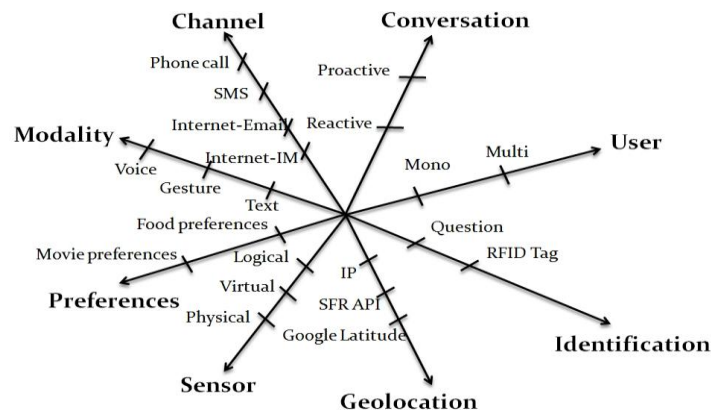 Channel
Conversation
Phone call
Proactive
SMS
Internet-Email
Reactive
Modality
User
Multi
Mono
Internet-IM
Voice
Gesture
Text
Food preferences
Question
Movie preferences
RFID Tag
Logical
IP
Virtual
Preferences
SFR API
Physical
Google Latitude
Identification
Sensor
Geolocation